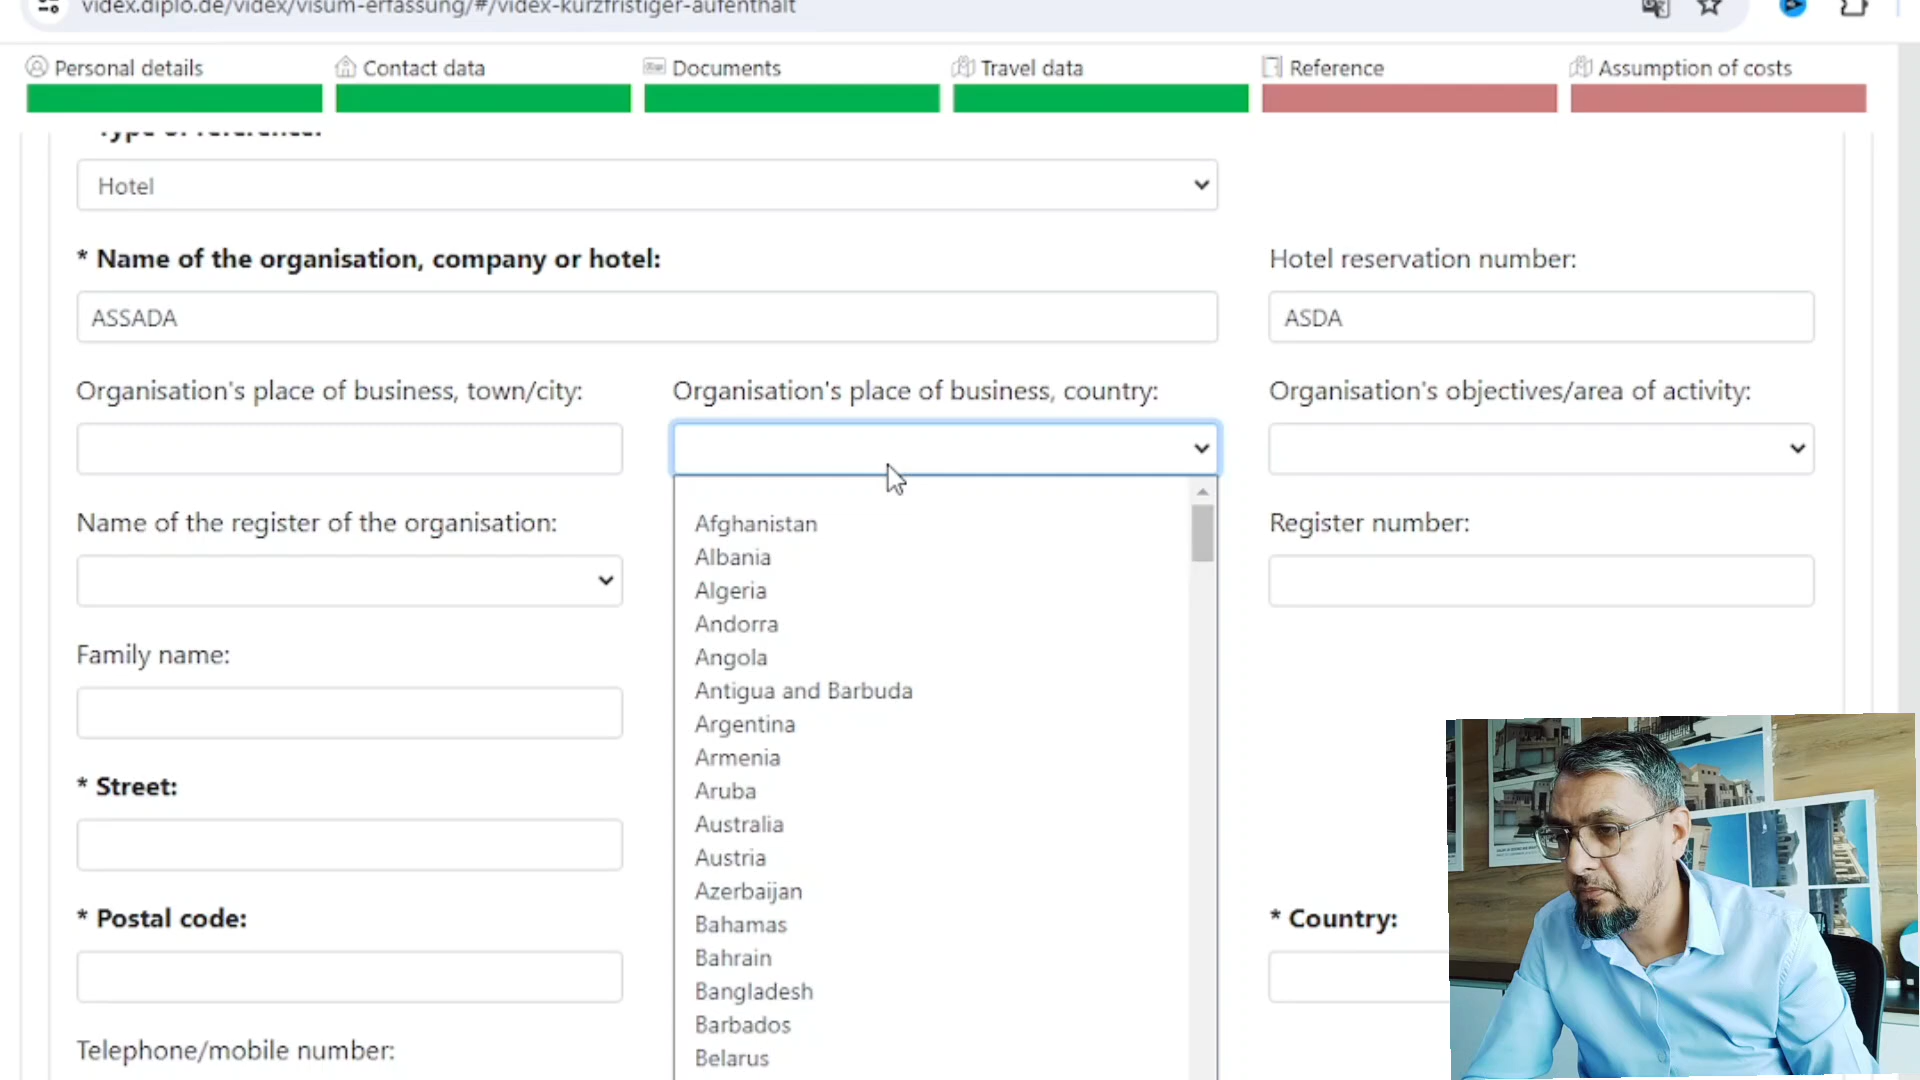 videx.diplo.de/videx/visum-erfassung/#/videx-kurzfristiger-aufenthalt
Personal details
Contact data
Documents
Travel data
Reference
Assumption of costs
Type of reference:
Hotel
* Name of the organisation, company or hotel:
Hotel reservation number:
ASSADA
ASDA
Organisation's place of business, town/city:
Organisation's place of business, country:
Organisation's objectives/area of activity:
Name of the register of the organisation:
Register number:
Afghanistan
Albania
Algeria
Andorra
Angola
Antigua and Barbuda
Argentina
Armenia
Aruba
Australia
Austria
Azerbaijan
Bahamas
Bahrain
Bangladesh
Barbados
Belarus
Family name:
* Street:
* Postal code:
* Country:
Telephone/mobile number: